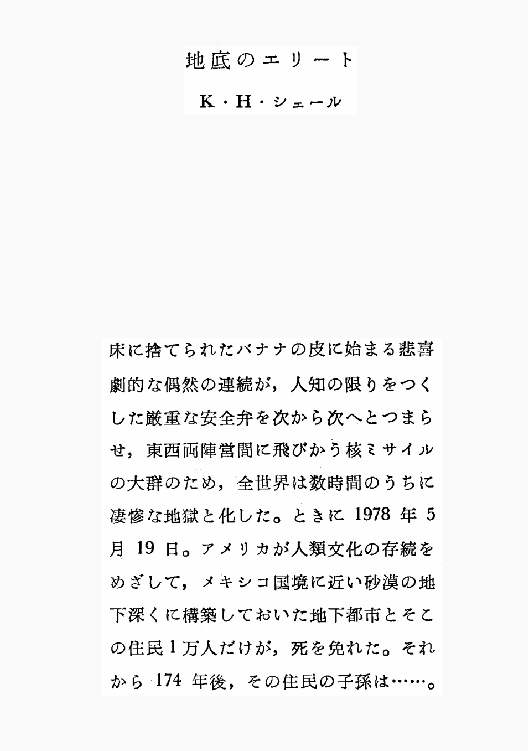 地底のエリート
K・H・シェール
床に捨てられたバナナの皮に始まる悲喜
劇的な偶然の連続が，人知の限りをつく
した厳重な安全弁を次から次へとつまら
せ，東西両陣営間に飛びかう核ミサイル
の大群のため，全世界は数時間のうちに
凄惨な地獄と化した。ときに 1978 年 5
月 19 日。アメリカが人類文化の存続を
めざして，メキシコ国境に近い砂漠の地
下深くに構築しておいた地下都市とそこ
の住民1万人だけが，死を免れた。それ
から 174 年後，その住民の子孫は……。